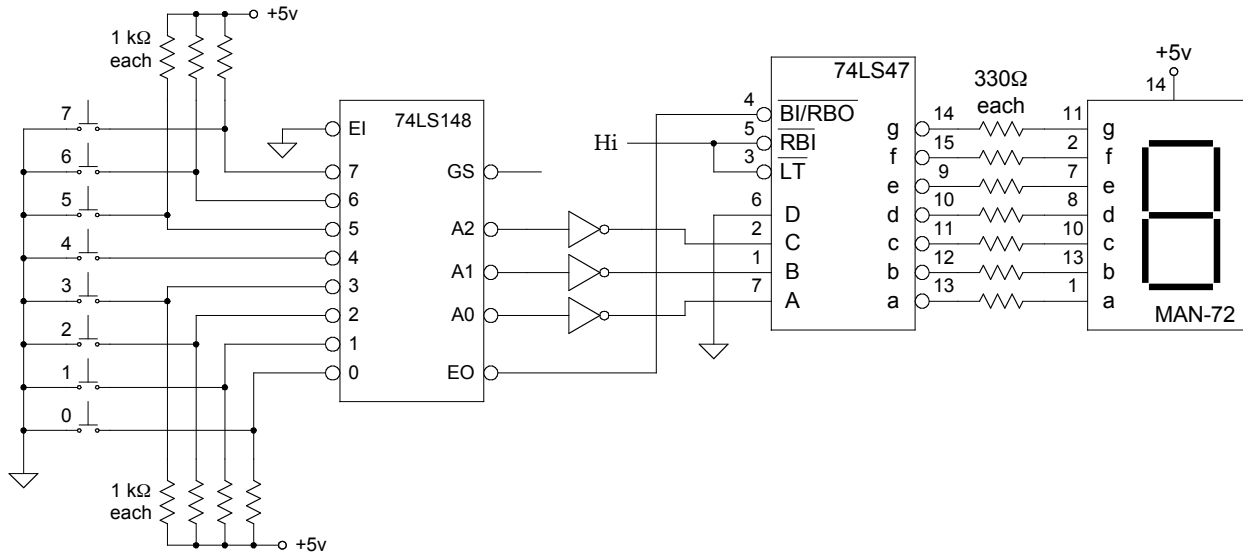 +5v
1 kΩ
each
7
6
5
4
3
2
1
0
1 kΩ
each
+5v
74LS148
EI
7
6
5
4
3
2
1
0
GS
A2
A1
A0
EO
Hi
74LS47
4
5
3
6
2
1
7
BI/RBO
RBI
LT
D
C
B
A
g
f
e
d
c
b
a
14
15
9
10
11
12
13
330Ω
each
+5v
14
11
2
7
8
10
13
1
g
f
e
d
c
b
a
MAN-72